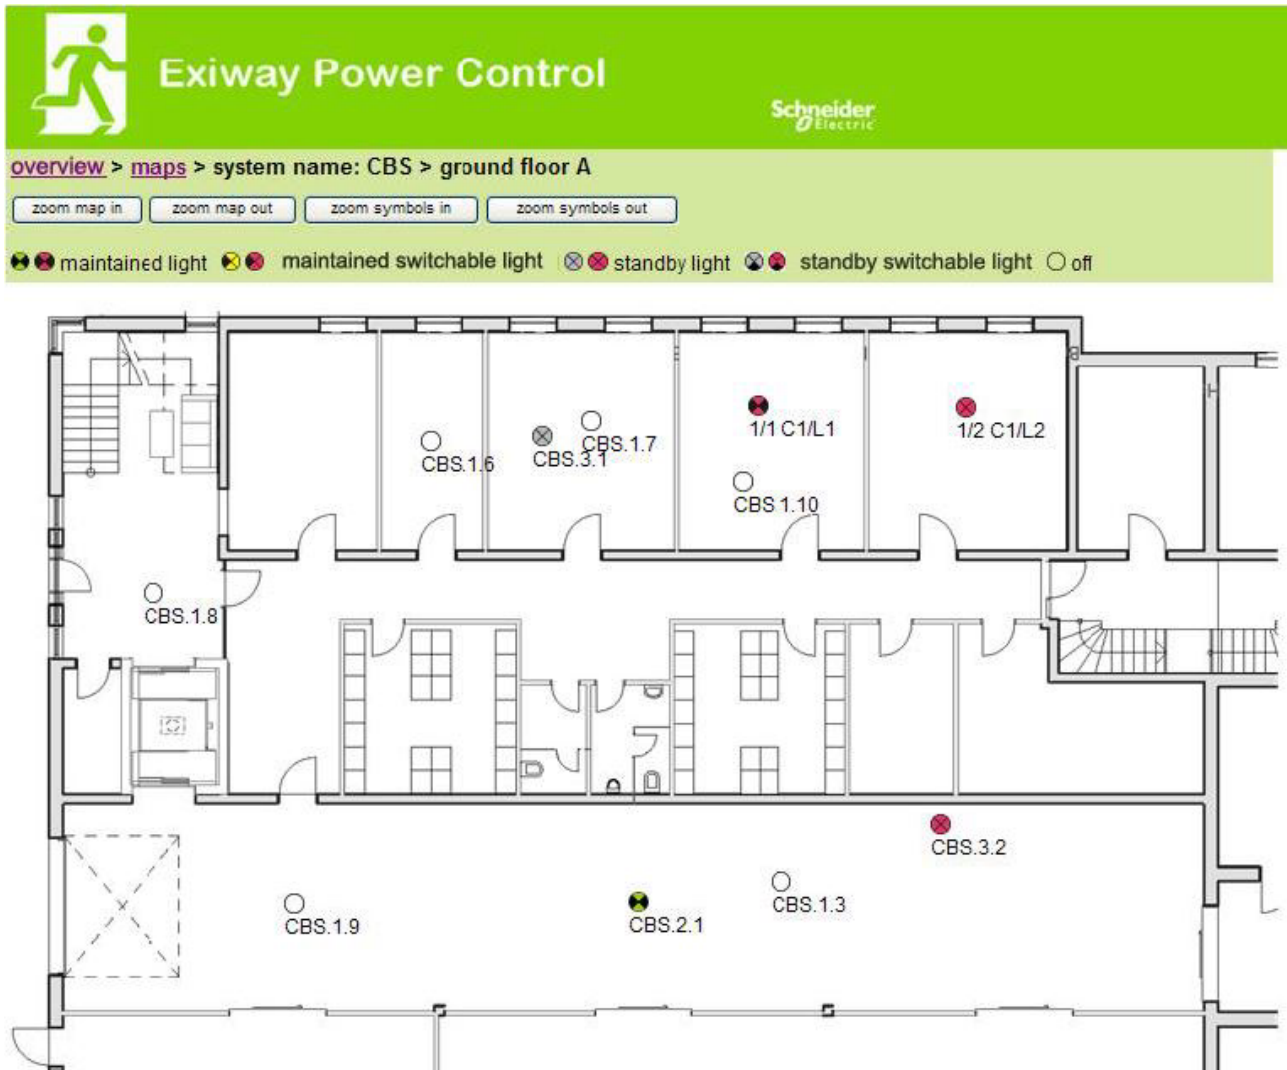 Exiway Power Control
Schneider
Electric
overview > maps > system name: CBS > ground floor A
zoom map in zoom map out zoom symbols in zoom symbols out
maintained light maintained switchable light standby light standby switchable light off
1/1 C1/L1
1/2 C1/L2
CBS.1.7
CBS.3.1
CBS.1.6
CBS 1.10
CBS.1.8
CBS.3.2
CBS.1.3
CBS.1.9
CBS.2.1